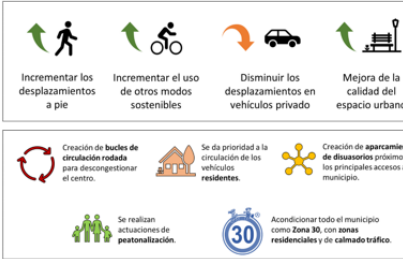 Incrementar los
desplazamientos
a pie
Incrementar el uso
de otros modos
sostenibles
Disminuir los
desplazamientos en
vehículos privado
Mejora de la
calidad del
espacio urbano
Creación de bucles de
circulación rodada
para descongestionar
el centro.
Se da prioridad a la
circulación de los
vehículos
residentes.
Creación de aparcamie
de disuasorios próximo
los principales accesos a
municipio.
Se realizan
actuaciones de
peatonalización.
30
Acondicionar todo el municipio
como Zona 30, con zonas
residenciales y de calmado tráfico.